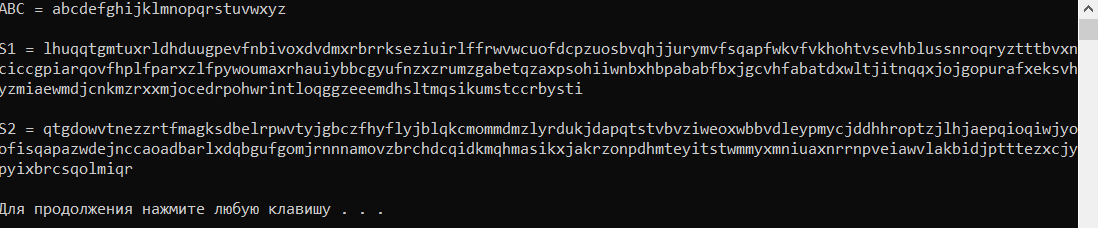 ABC = abcdefghijklmnopqrstuvwxyz
S1 = lhuqqtgmtuxrldhduugpevfnbivoxdvdmxrbrrkseziuirlffrwvwcuofdcpzuosbvqhjjurymvfsqapfwkvfvkhohtvsevhblussnroqryztttbvxn
ciccgpiarqovfhplfparxzlfpywoumaxrhauiybbcgyufnzxzrumzgabetqzaxpsohiiwnbxhbpababfbxjgcvhfabatdxwltjitnqqxjojgopurafxeksvh
yzmiaewmdjcnkmzrxxmjocedrpohwrintloqggzeeemdhsltmqsikumstccrbysti
S2 = qtgdowvtnezzrtfmagksdbelrpwvtyjgbczfhyflyjblqkcmommdmzlyrdukjdapqtstvbvziweoxwbbvdleypmycjddhhroptzjlhjaepqioqiwjyo
ofisqapazwdejnccaoadbarlxdqbgufgomjrnnnamovzbrchdcqidkmqhmasikxjakrzonpdhmteyitstwmmyxmniuaxnrrnpveiawvlakbidjptttezxcjy
pyixbrcsqolmiqr
Для продолжения нажмите любую клавишу . . .